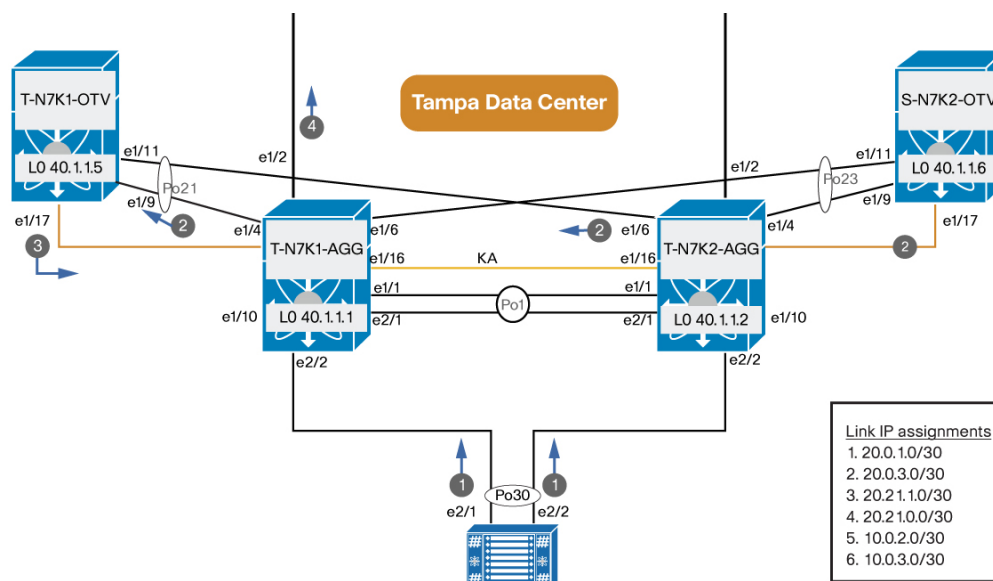 Tampa Data Center
T-N7K1-OTV
L0 40.1.1.5
e1/11
Po21
e1/9
e1/17
2
3
4
e1/2
e1/2
S-N7K2-OTV
L0 40.1.1.6
e1/11
Po23
e1/9
e1/17
2
e1/4
e1/6
T-N7K1-AGG
e1/16
L0 40.1.1.1
e1/1
e2/1
e1/10
e2/2
KA
Po1
2
e1/6
e1/4
T-N7K2-AGG
e1/16
L0 40.1.1.2
e1/1
e2/1
e1/10
e2/2
1
1
Po30
e2/1
e2/2
Link IP assignments
1. 20.0.1.0/30
2. 20.0.3.0/30
3. 20.21.1.0/30
4. 20.21.0.0/30
5. 10.0.2.0/30
6. 10.0.3.0/30